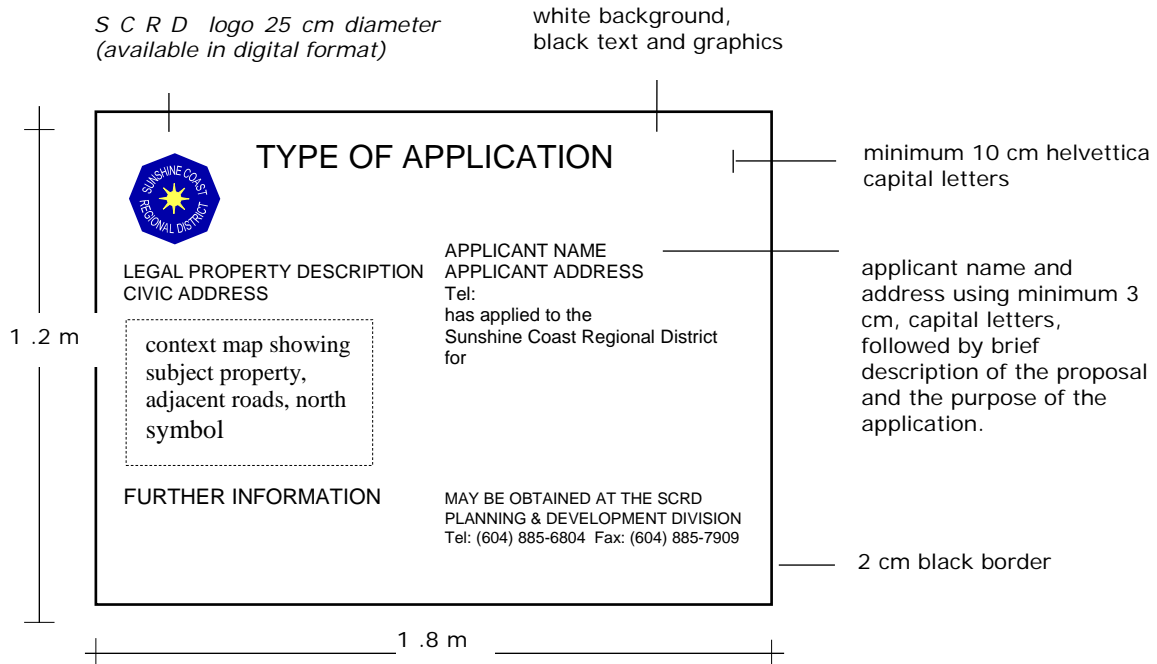 S C R D logo 25 cm diameter
(available in digital format)
white background,
black text and graphics
TYPE OF APPLICATION
minimum 10 cm helvettica
capital letters
SUNSHINE COAST
REGIONAL DISTRICT
LEGAL PROPERTY DESCRIPTION
CIVIC ADDRESS
APPLICANT NAME
APPLICANT ADDRESS
Tel:
has applied to the
Sunshine Coast Regional District
for
applicant name and
address using minimum 3
cm, capital letters,
followed by brief
description of the proposal
and the purpose of the
application.
1 .2 m
context map showing
subject property,
adjacent roads, north
symbol
FURTHER INFORMATION
MAY BE OBTAINED AT THE SCRD
PLANNING & DEVELOPMENT DIVISION
Tel: (604) 885-6804 Fax: (604) 885-7909
2 cm black border
1 .8 m